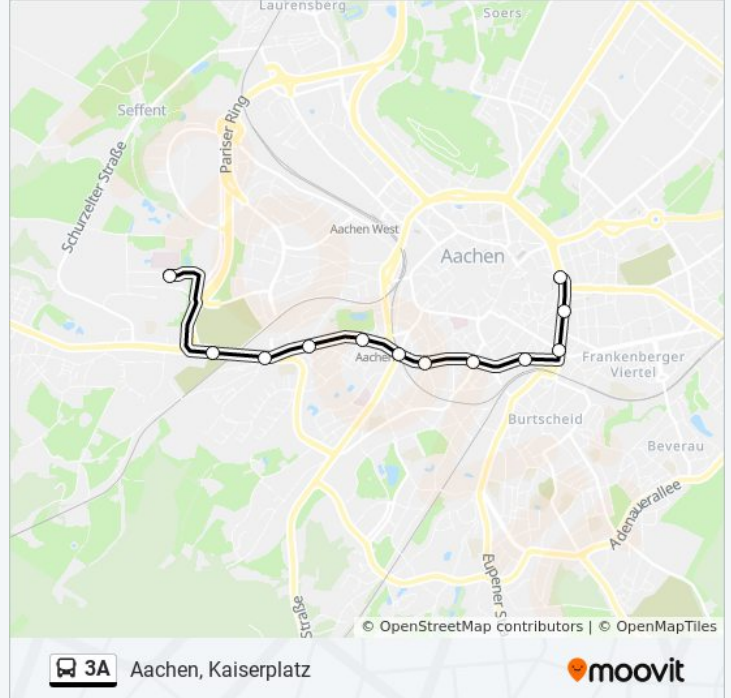 Laurensberg
Soers
Seffent
Pariser Ring
Schurzelter Straße
Aachen West
Aachen
Aachen
Frankenberger
Viertel
Burtscheid
Beverau
Adenauerallee
Eupener S
Straße
© OpenStreetMap contributors | © OpenMapTiles
3A Aachen, Kaiserplatz
moovit